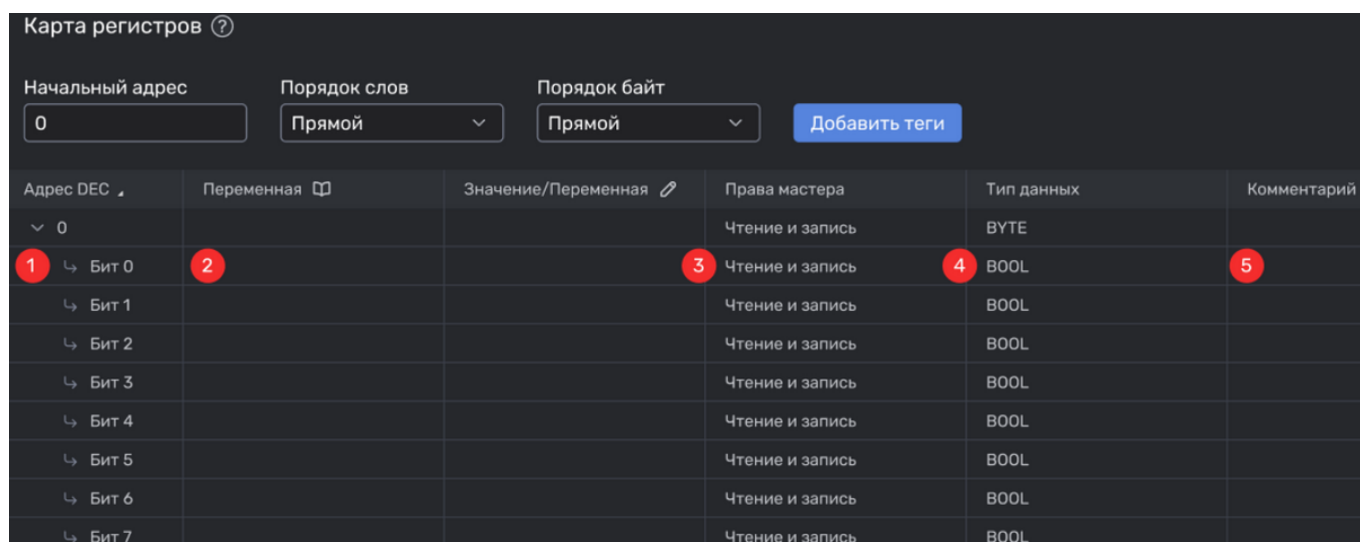 Карта регистров ?
Начальный адрес Порядок слов Порядок байт
0 Прямой Прямой Добавить теги
Адрес DEC Переменная Значение/Переменная Права мастера Тип данных Комментарий
0 Чтение и запись BYTE
1 Бит 0 2 3 Чтение и запись 4 BOOL 5
Бит 1 Чтение и запись BOOL
Бит 2 Чтение и запись BOOL
Бит 3 Чтение и запись BOOL
Бит 4 Чтение и запись BOOL
Бит 5 Чтение и запись BOOL
Бит 6 Чтение и запись BOOL
Бит 7 Чтение и запись BOOL